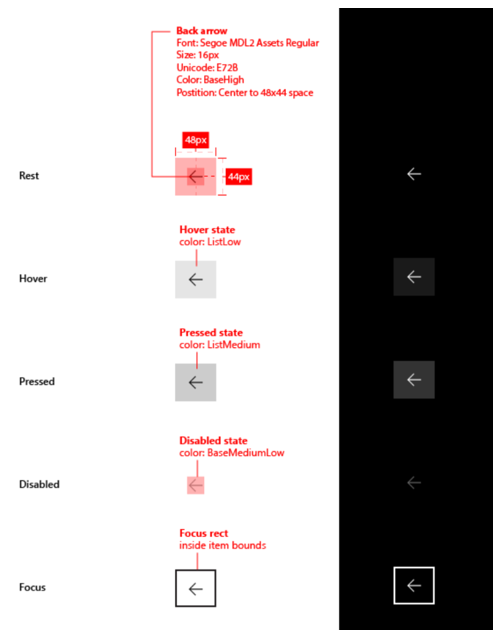 Back arrow
Font: Segoe MDL2 Assets Regular
Size: 16px
Unicode: E72B
Color: BaseHigh
Postition: Center to 48x44 space
48px
Rest
44px
Hover state
color: ListLow
Hover
Pressed state
color: ListMedium
Pressed
Disabled state
color: BaseMediumLow
Disabled
Focus rect
inside item bounds
Focus